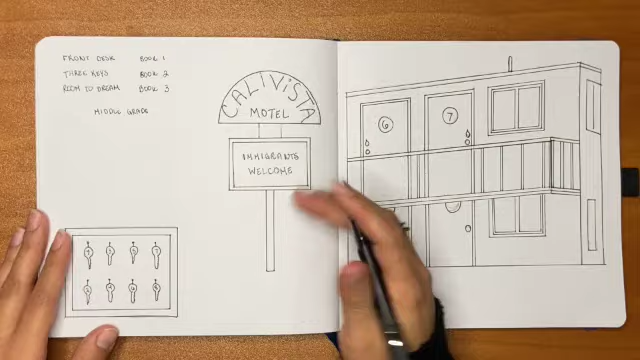 FRONT DESK BOOK 1
THREE KEYS BOOK 2
ROOM TO DREAM BOOK 3
MIDDLE GRADE
CALIVISTA
MOTEL
IMMIGRANTS
WELCOME
6
7